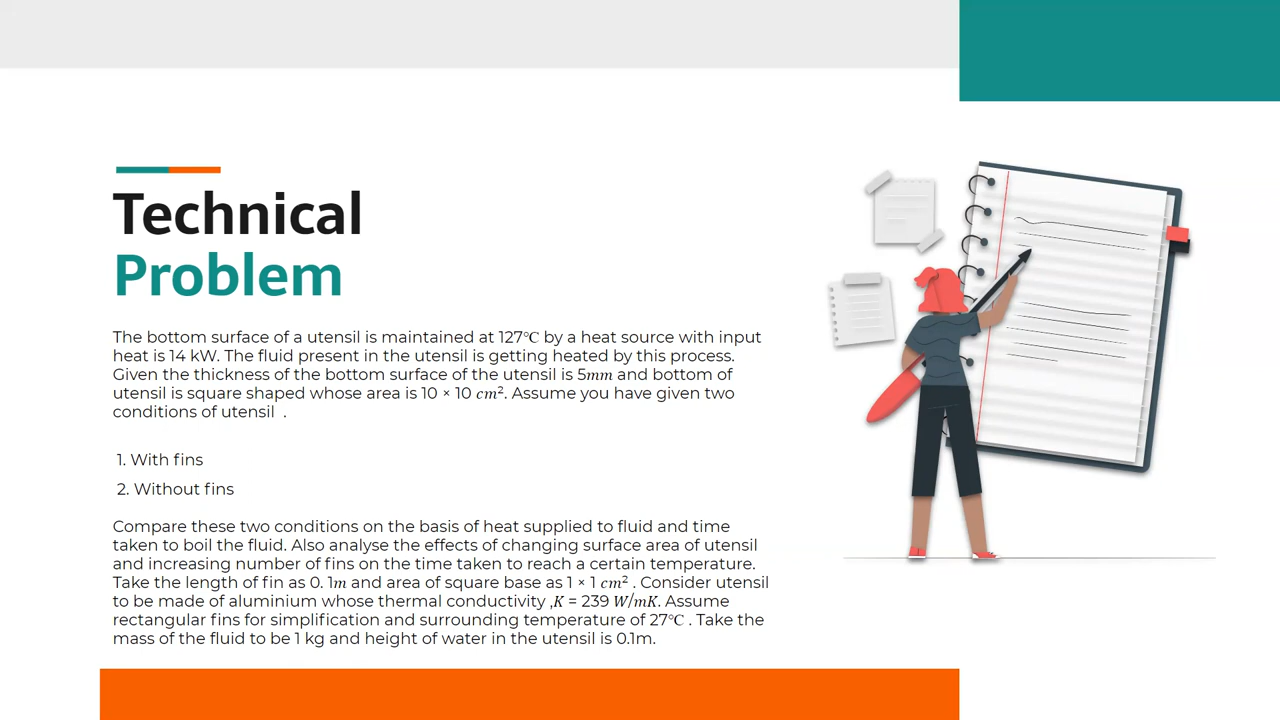 Technical
Problem
The bottom surface of a utensil is maintained at 127℃ by a heat source with input
heat is 14 kW. The fluid present in the utensil is getting heated by this process.
Given the thickness of the bottom surface of the utensil is 5mm and bottom of
utensil is square shaped whose area is 10 × 10 cm². Assume you have given two
conditions of utensil .
1. With fins
2. Without fins
Compare these two conditions on the basis of heat supplied to fluid and time
taken to boil the fluid. Also analyse the effects of changing surface area of utensil
and increasing number of fins on the time taken to reach a certain temperature.
Take the length of fin as 0. 1m and area of square base as 1 × 1 cm² . Consider utensil
to be made of aluminium whose thermal conductivity ,K = 239 W/mK. Assume
rectangular fins for simplification and surrounding temperature of 27℃ . Take the
mass of the fluid to be 1 kg and height of water in the utensil is 0.1m.